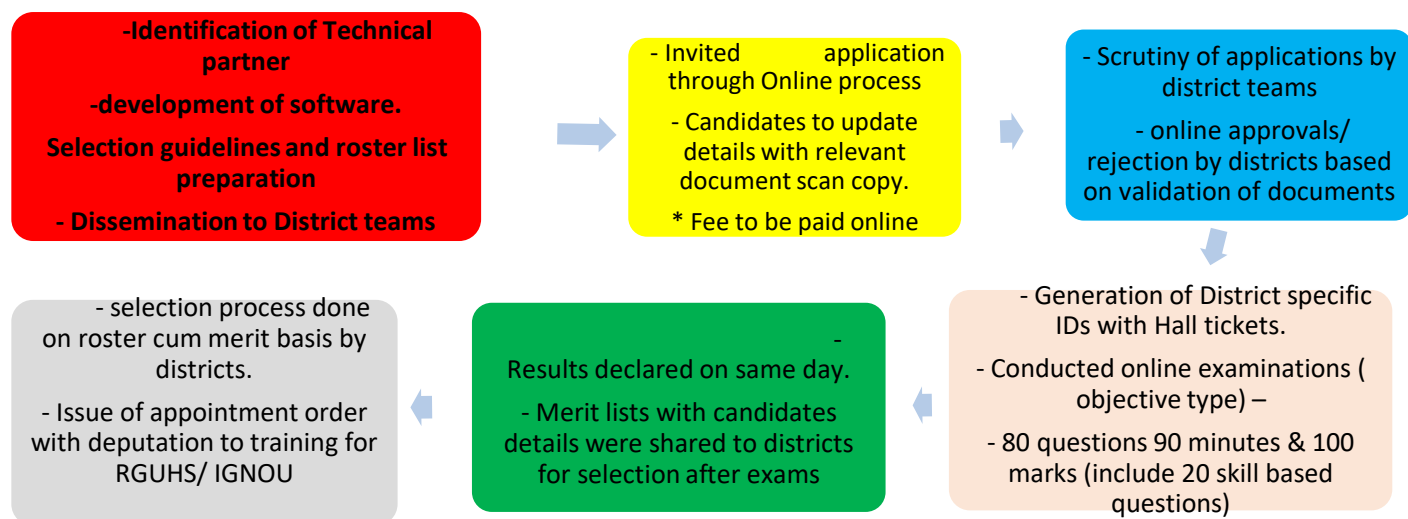 -Identification of Technical
partner
-development of software.
Selection guidelines and roster list
preparation
- Dissemination to District teams
- Invited application
through Online process
- Candidates to update
details with relevant
document scan copy.
* Fee to be paid online
- Scrutiny of applications by
district teams
- online approvals/
rejection by districts based
on validation of documents
- Generation of District specific
IDs with Hall tickets.
- Conducted online examinations (
objective type) –
- 80 questions 90 minutes & 100
marks (include 20 skill based
questions)
-
Results declared on same day.
- Merit lists with candidates
details were shared to districts
for selection after exams
- selection process done
on roster cum merit basis by
districts.
- Issue of appointment order
with deputation to training for
RGUHS/ IGNOU